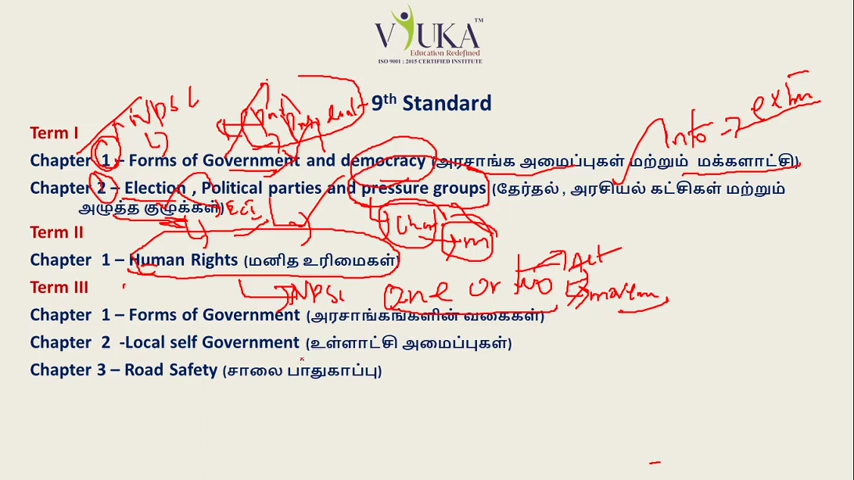 VIUKA™
Education Redefined
ISO 9001 : 2015 CERTIFIED INSTITUTE
9th Standard
Term I
Chapter 1 – Forms of Government and democracy (அரசாங்க அமைப்புகள் மற்றும் மக்களாட்சி)
Chapter 2 – Election , Political parties and pressure groups (தேர்தல் , அரசியல் கட்சிகள் மற்றும்
அழுத்த குழுக்கள்)
ECI
Term II
Chapter 1 – Human Rights (மனித உரிமைகள்)
Act
Term III
one or two
Chapter 1 – Forms of Government (அரசாங்கங்களின் வகைகள்)
Chapter 2 -Local self Government (உள்ளாட்சி அமைப்புகள்)
Chapter 3 – Road Safety (சாலை பாதுகாப்பு)